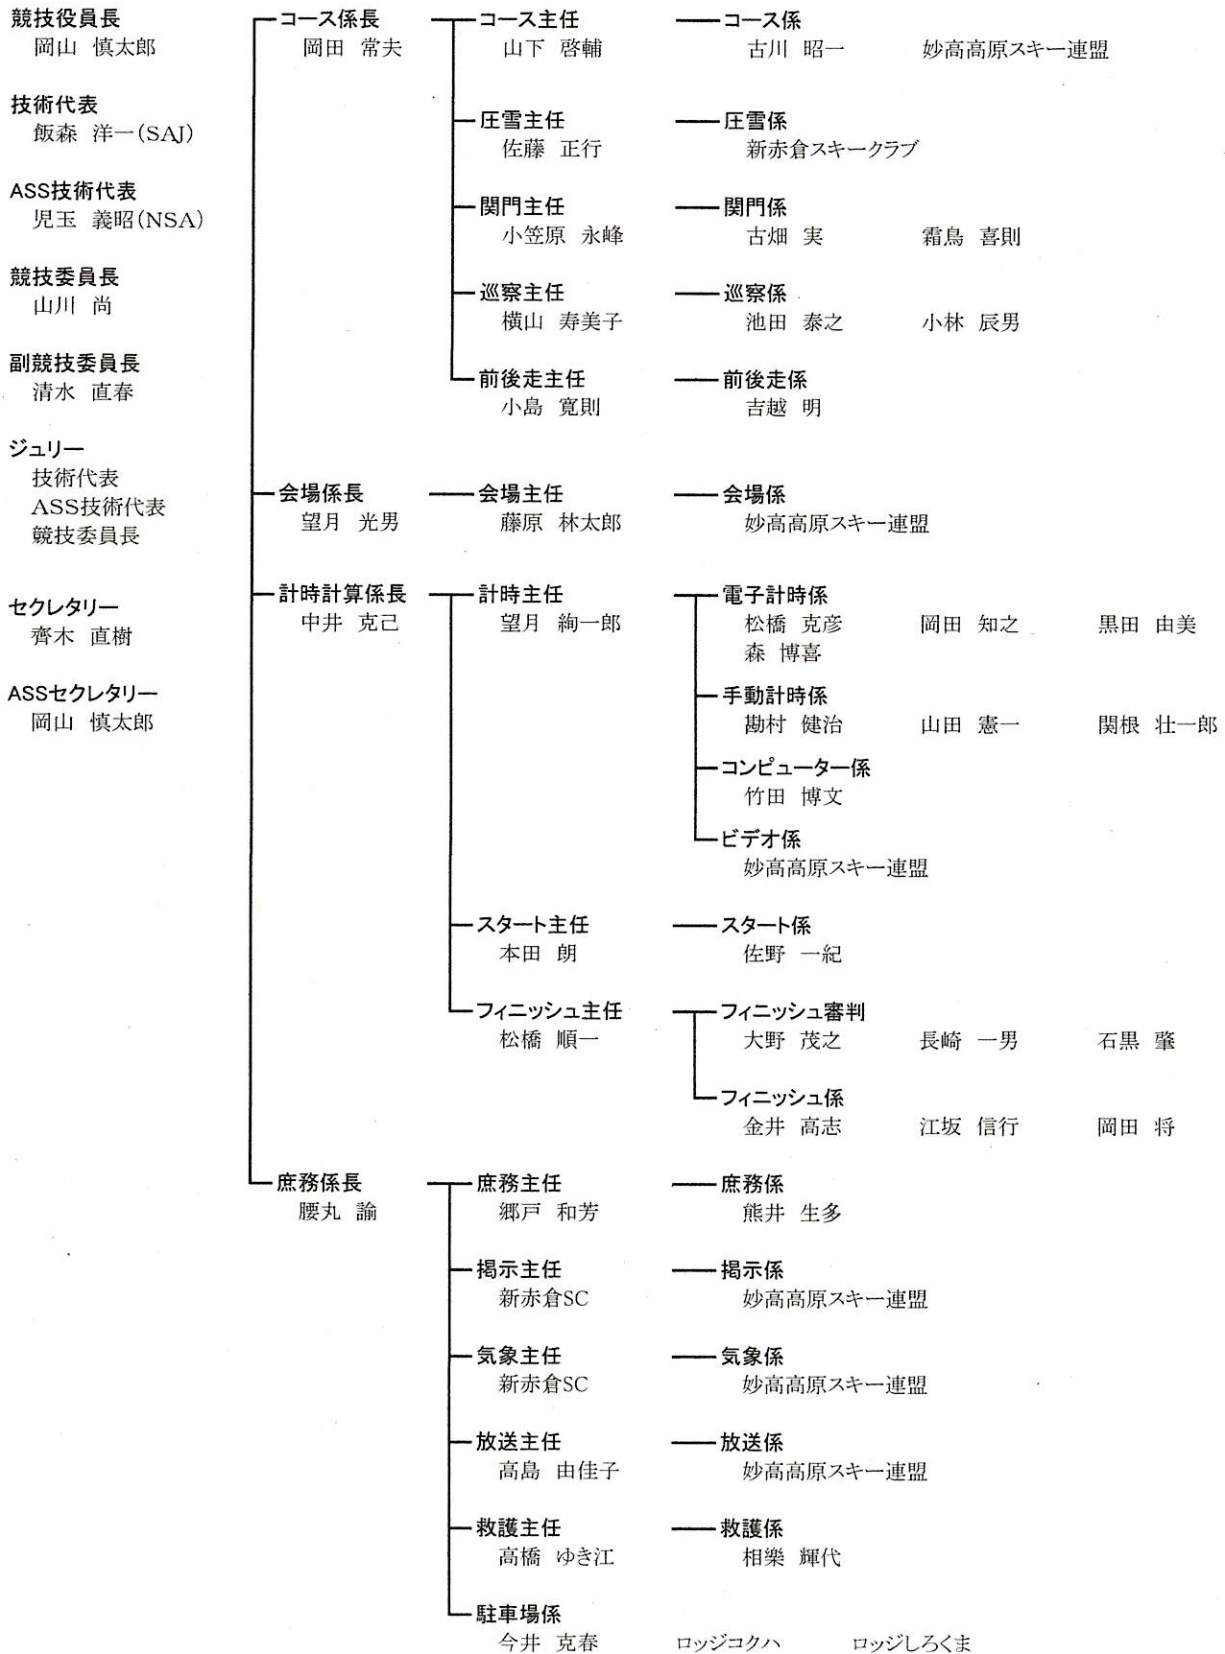 競技役員長
岡山 慎太郎
技術代表
飯森 洋一(SAJ)
ASS技術代表
児玉 義昭(NSA)
競技委員長
山川 尚
副競技委員長
清水 直春
ジュリー
技術代表
ASS技術代表
競技委員長
セクレタリー
齊木 直樹
ASSセクレタリー
岡山 慎太郎
コース係長 コース主任 コース係
岡田 常夫 山下 啓輔 古川 昭一 妙高高原スキー連盟
圧雪主任 圧雪係
佐藤 正行 新赤倉スキークラブ
関門主任 関門係
小笠原 永峰 古畑 実 霜鳥 喜則
巡察主任 巡察係
横山 寿美子 池田 泰之 小林 辰男
前後走主任 前後走係
小島 寛則 吉越 明
会場係長 会場主任 会場係
望月 光男 藤原 林太郎 妙高高原スキー連盟
計時計算係長 計時主任 電子計時係
中井 克己 望月 絢一郎 松橋 克彦 岡田 知之 黒田 由美
森 博喜
手動計時係
勘村 健治 山田 憲一 関根 壮一郎
コンピューター係
竹田 博文
ビデオ係
妙高高原スキー連盟
スタート主任 スタート係
本田 朗 佐野 一紀
フィニッシュ主任 フィニッシュ審判
松橋 順一 大野 茂之 長崎 一男 石黒 肇
フィニッシュ係
金井 高志 江坂 信行 岡田 将
庶務係長 庶務主任 庶務係
腰丸 諭 郷戸 和芳 熊井 生多
掲示主任 掲示係
新赤倉SC 妙高高原スキー連盟
気象主任 気象係
新赤倉SC 妙高高原スキー連盟
放送主任 放送係
高島 由佳子 妙高高原スキー連盟
救護主任 救護係
高橋 ゆき江 相樂 輝代
駐車場係
今井 克春 ロッジコクハ ロッジしろくま